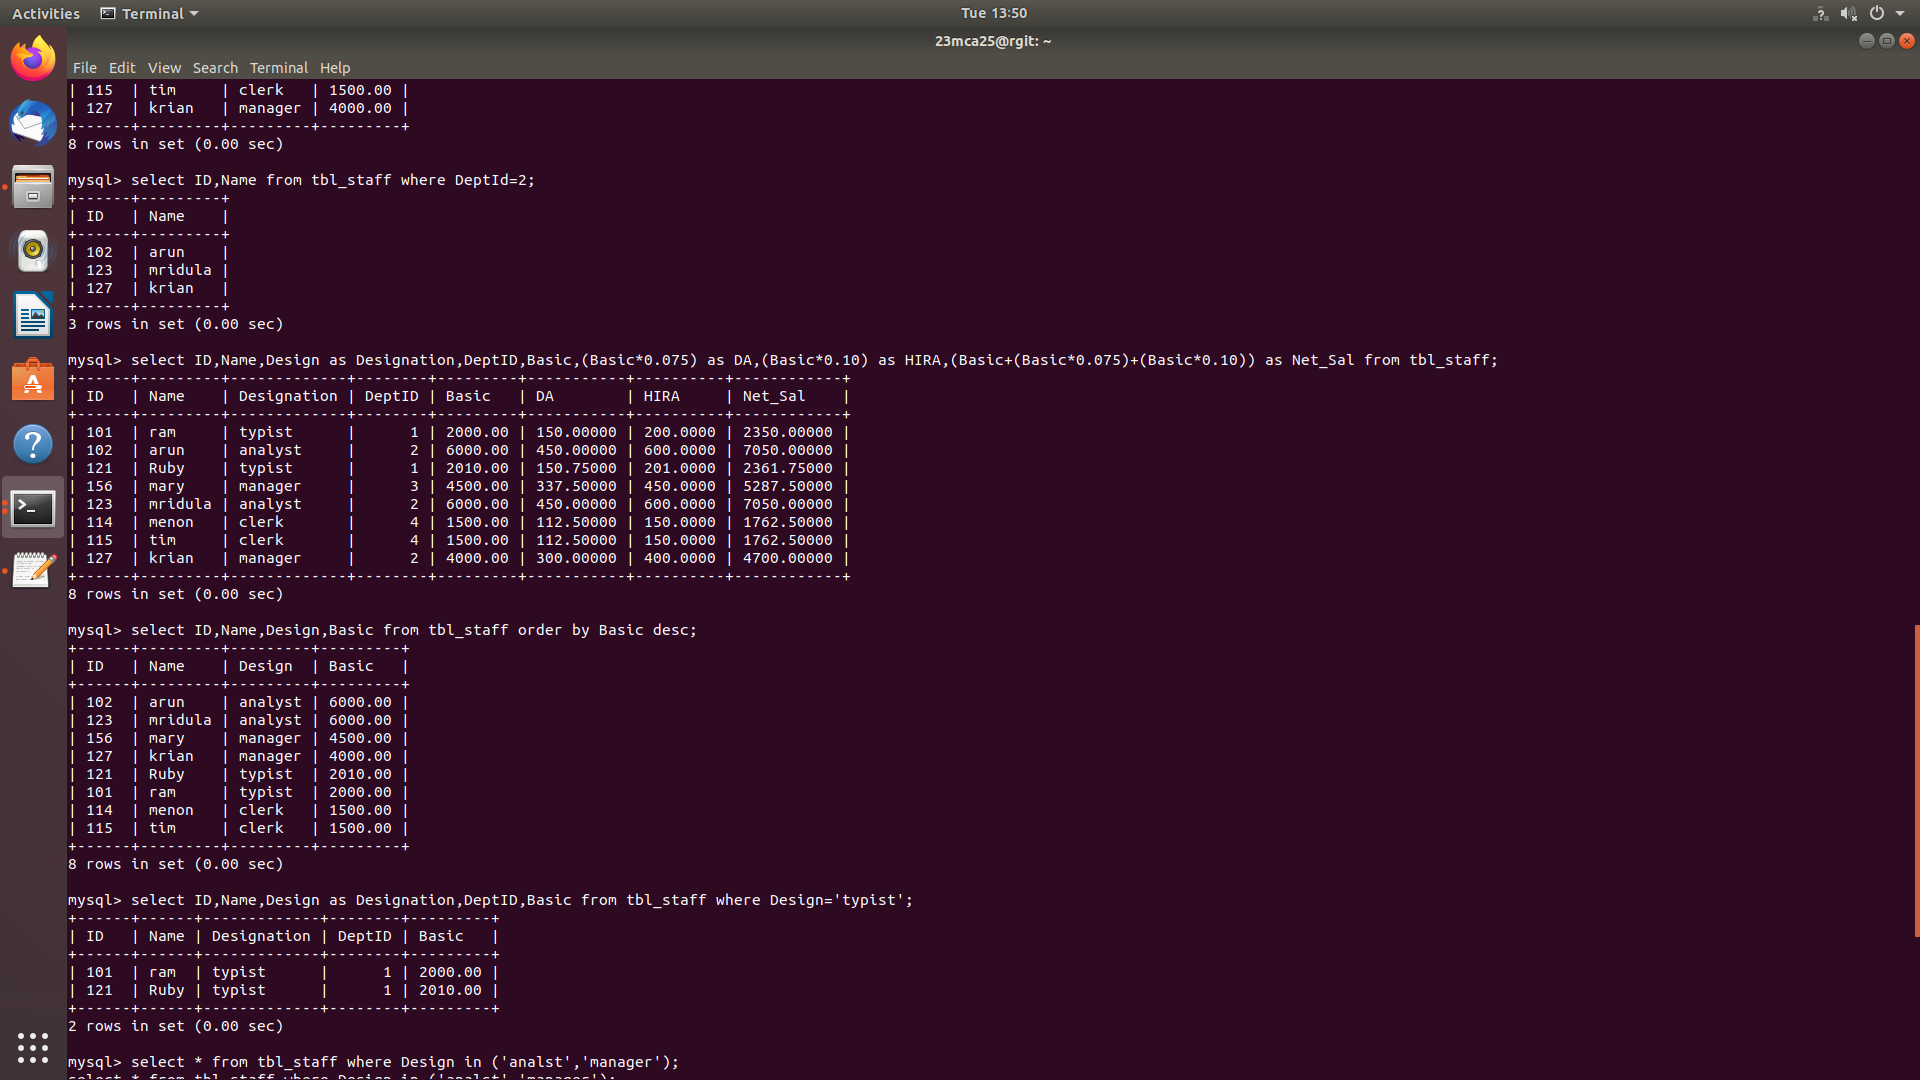 Activities Terminal Tue 13:50
23mca25@rgit: ~
File Edit View Search Terminal Help
| 115  | tim     | clerk   | 1500.00 |
| 127  | krian   | manager | 4000.00 |
+------+---------+---------+---------+
8 rows in set (0.00 sec)
mysql> select ID,Name from tbl_staff where DeptId=2;
+------+---------+
| ID   | Name    |
+------+---------+
| 102  | arun    |
| 123  | mridula |
| 127  | krian   |
+------+---------+
3 rows in set (0.00 sec)
mysql> select ID,Name,Design as Designation,DeptID,Basic,(Basic*0.075) as DA,(Basic*0.10) as HIRA,(Basic+(Basic*0.075)+(Basic*0.10)) as Net_Sal from tbl_staff;
+------+---------+-------------+--------+---------+-----------+----------+------------+
| ID   | Name    | Designation | DeptID | Basic   | DA        | HIRA     | Net_Sal    |
+------+---------+-------------+--------+---------+-----------+----------+------------+
| 101  | ram     | typist      |      1 | 2000.00 | 150.00000 | 200.0000 | 2350.00000 |
| 102  | arun    | analyst     |      2 | 6000.00 | 450.00000 | 600.0000 | 7050.00000 |
| 121  | Ruby    | typist      |      1 | 2010.00 | 150.75000 | 201.0000 | 2361.75000 |
| 156  | mary    | manager     |      3 | 4500.00 | 337.50000 | 450.0000 | 5287.50000 |
| 123  | mridula | analyst     |      2 | 6000.00 | 450.00000 | 600.0000 | 7050.00000 |
| 114  | menon   | clerk       |      4 | 1500.00 | 112.50000 | 150.0000 | 1762.50000 |
| 115  | tim     | clerk       |      4 | 1500.00 | 112.50000 | 150.0000 | 1762.50000 |
| 127  | krian   | manager     |      2 | 4000.00 | 300.00000 | 400.0000 | 4700.00000 |
+------+---------+-------------+--------+---------+-----------+----------+------------+
8 rows in set (0.00 sec)
mysql> select ID,Name,Design,Basic from tbl_staff order by Basic desc;
+------+---------+---------+---------+
| ID   | Name    | Design  | Basic   |
+------+---------+---------+---------+
| 102  | arun    | analyst | 6000.00 |
| 123  | mridula | analyst | 6000.00 |
| 156  | mary    | manager | 4500.00 |
| 127  | krian   | manager | 4000.00 |
| 121  | Ruby    | typist  | 2010.00 |
| 101  | ram     | typist  | 2000.00 |
| 114  | menon   | clerk   | 1500.00 |
| 115  | tim     | clerk   | 1500.00 |
+------+---------+---------+---------+
8 rows in set (0.00 sec)
mysql> select ID,Name,Design as Designation,DeptID,Basic from tbl_staff where Design='typist';
+------+------+-------------+--------+---------+
| ID   | Name | Designation | DeptID | Basic   |
+------+------+-------------+--------+---------+
| 101  | ram  | typist      |      1 | 2000.00 |
| 121  | Ruby | typist      |      1 | 2010.00 |
+------+------+-------------+--------+---------+
2 rows in set (0.00 sec)
mysql> select * from tbl_staff where Design in ('analst','manager');
select * from tbl_staff where Design in ('analst','manager');